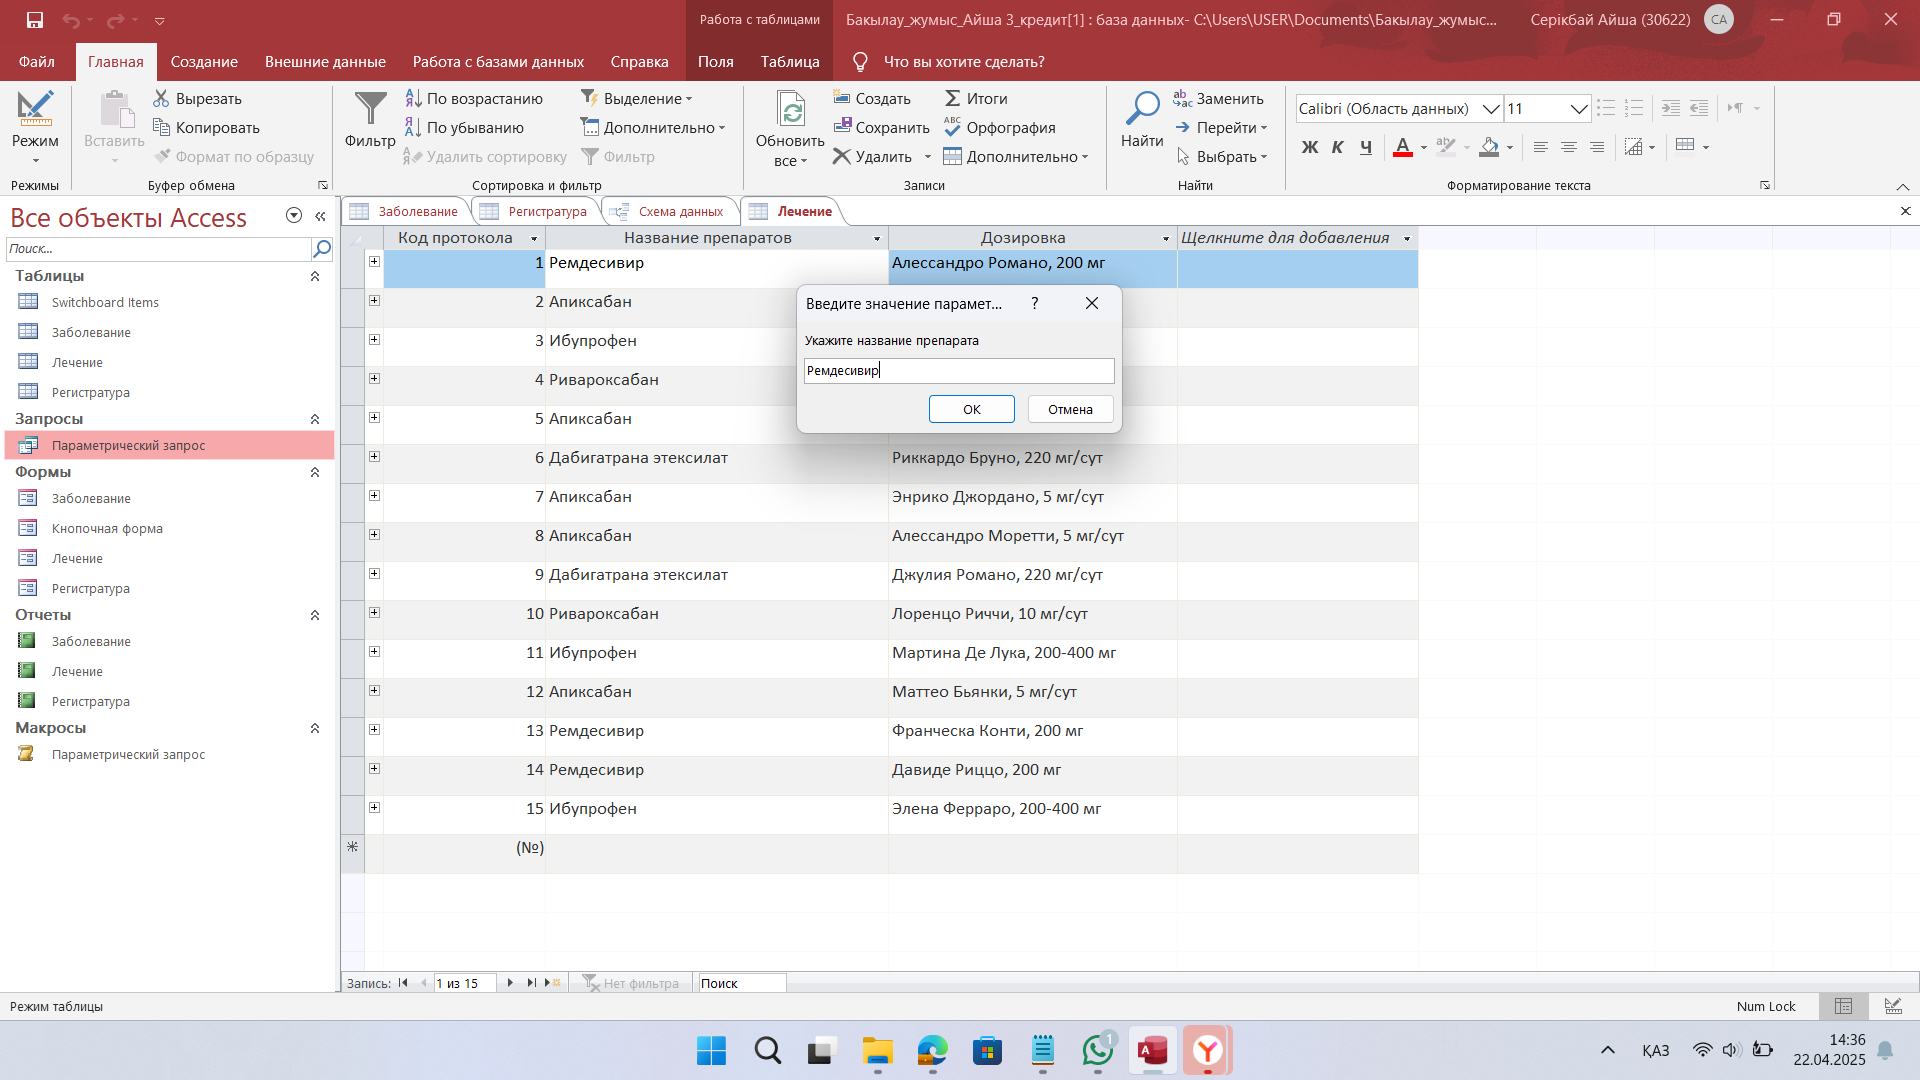 Работа с таблицами
Бакылау_жумыс_Айша 3_кредит[1] : база данных- C:\Users\USER\Documents\Бакылау_жумыс...
Серікбай Айша (30622)
CA
Файл
Главная
Создание
Внешние данные
Работа с базами данных
Справка
Поля
Таблица
Что вы хотите сделать?
Режим
Режимы
Вставить
Вырезать
Копировать
Формат по образцу
Буфер обмена
Фильтр
По возрастанию
По убыванию
Удалить сортировку
Выделение
Дополнительно
Фильтр
Сортировка и фильтр
Обновить
все
Создать
Сохранить
Удалить
Итоги
Орфография
Дополнительно
Записи
Найти
Заменить
Перейти
Выбрать
Найти
Calibri (Область данных)
11
Ж К Ч
Форматирование текста
Все объекты Access
Поиск...
Таблицы
Switchboard Items
Заболевание
Лечение
Регистратура
Запросы
Параметрический запрос
Формы
Заболевание
Кнопочная форма
Лечение
Регистратура
Отчеты
Заболевание
Лечение
Регистратура
Макросы
Параметрический запрос
Заболевание
Регистратура
Схема данных
Лечение
Код протокола
Название препаратов
Дозировка
Щелкните для добавления
1 Ремдесивир Алессандро Романо, 200 мг
2 Апиксабан
3 Ибупрофен
4 Ривароксабан
5 Апиксабан
6 Дабигатрана этексилат Риккардо Бруно, 220 мг/сут
7 Апиксабан Энрико Джордано, 5 мг/сут
8 Апиксабан Алессандро Моретти, 5 мг/сут
9 Дабигатрана этексилат Джулия Романо, 220 мг/сут
10 Ривароксабан Лоренцо Риччи, 10 мг/сут
11 Ибупрофен Мартина Де Лука, 200-400 мг
12 Апиксабан Маттео Бьянки, 5 мг/сут
13 Ремдесивир Франческа Конти, 200 мг
14 Ремдесивир Давиде Риццо, 200 мг
15 Ибупрофен Элена Ферраро, 200-400 мг
(№)
Введите значение парамет...
?
Укажите название препарата
Ремдесивир
ОК
Отмена
Запись:
1 из 15
Нет фильтра
Поиск
Режим таблицы
Num Lock
1
ҚАЗ
14:36
22.04.2025